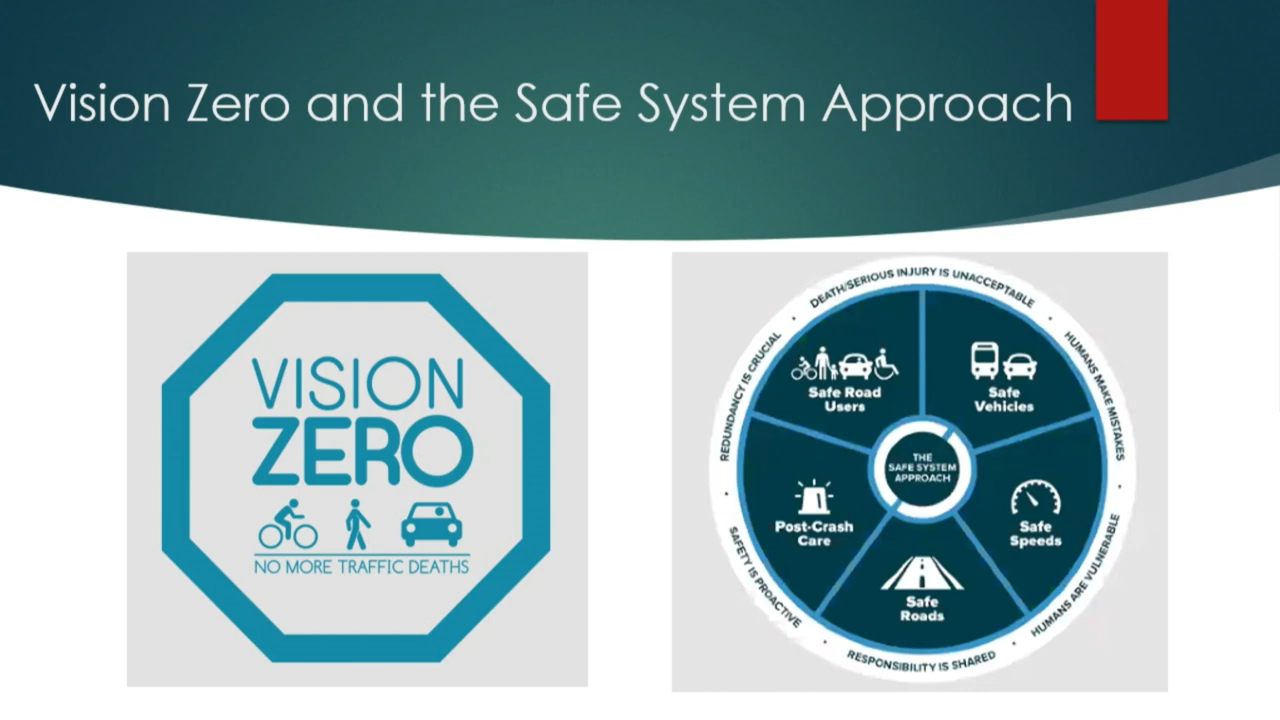 Vision Zero and the Safe System Approach
VISION
ZERO
NO MORE TRAFFIC DEATHS
DEATH/SERIOUS INJURY IS UNACCEPTABLE
HUMANS MAKE MISTAKES
HUMANS ARE VULNERABLE
RESPONSIBILITY IS SHARED
SAFETY IS PROACTIVE
REDUNDANCY IS CRUCIAL
Safe Road
Users
Safe
Vehicles
Safe
Speeds
Safe
Roads
Post-Crash
Care
THE
SAFE SYSTEM
APPROACH